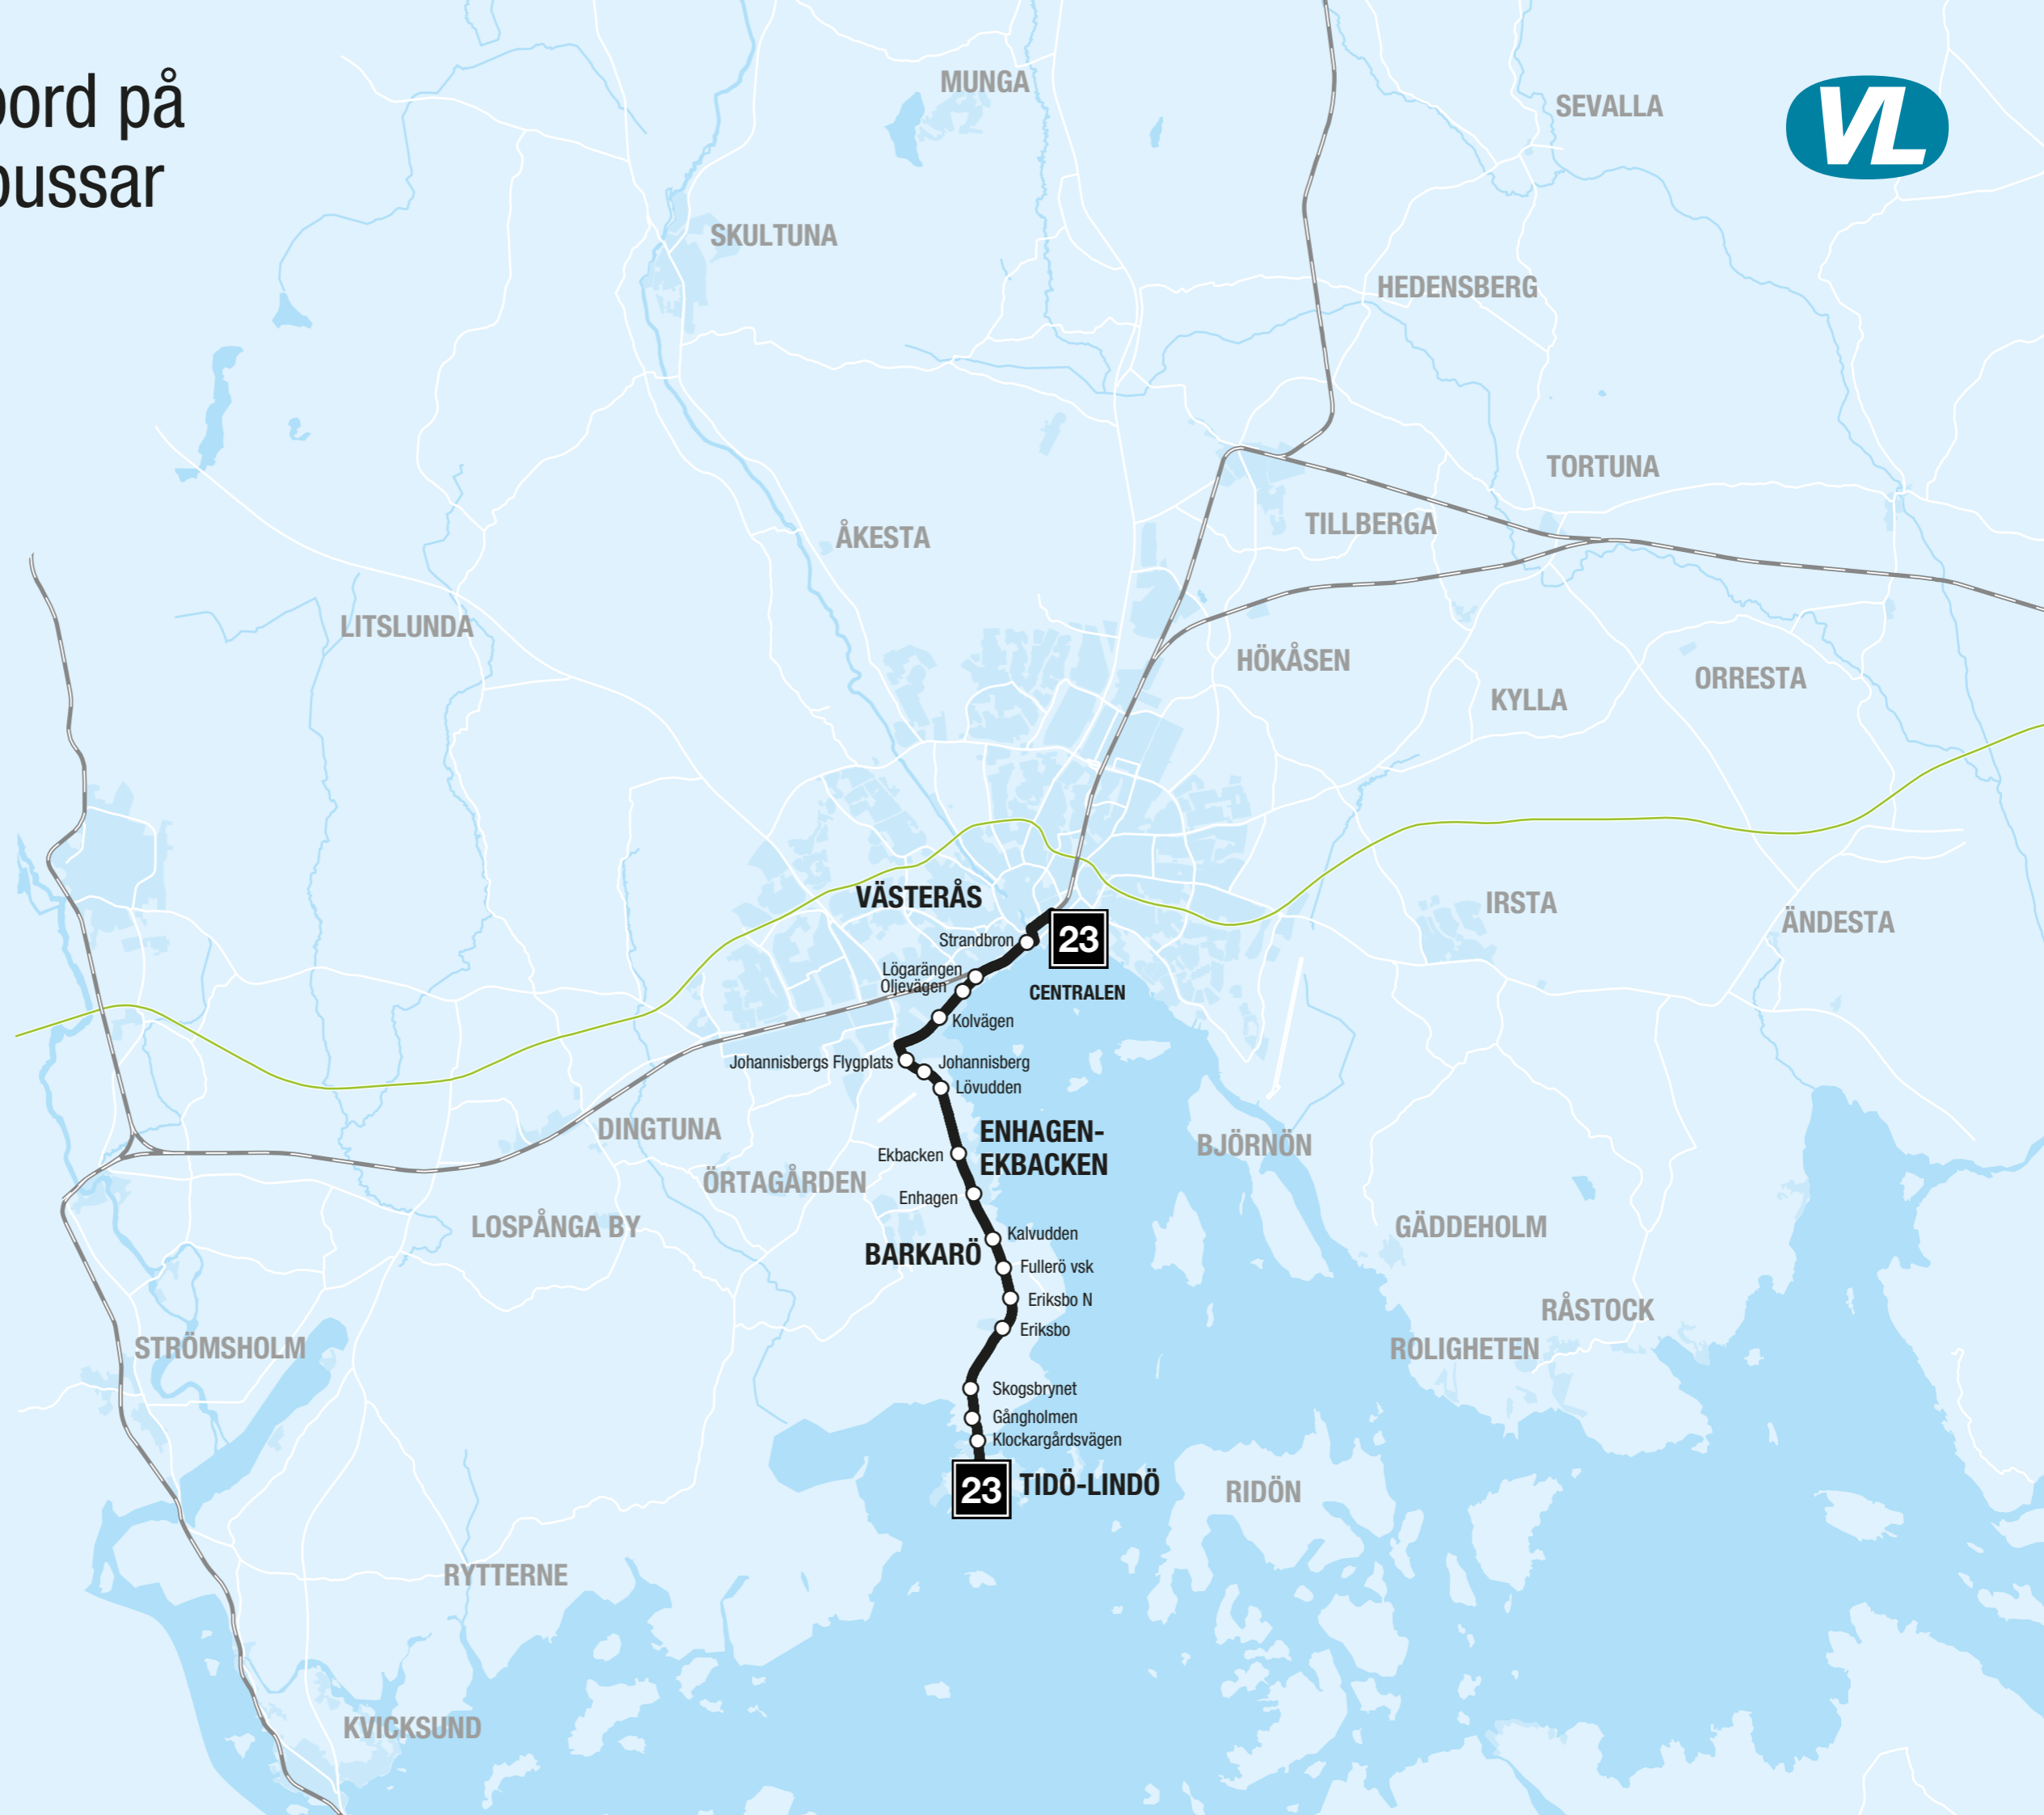 bord på
bussar
VL
MUNGA
SEVALLA
SKULTUNA
HEDENSBERG
TORTUNA
TILLBERGA
ÅKESTA
LITSLUNDA
HÖKÅSEN
ORRESTA
KYLLA
VÄSTERÅS
IRSTA
ÄNDESTA
Strandbron
23
Lögarängen
Oljevägen
CENTRALEN
Kolvägen
Johannisbergs Flygplats
Johannisberg
Lövudden
DINGTUNA
ENHAGEN-
EKBACKEN
BJÖRNÖN
Ekbacken
ÖRTAGÅRDEN
Enhagen
LOSPÅNGA BY
GÄDDEHOLM
Kalvudden
BARKARÖ
Fullerö vsk
Eriksbo N
RÅSTOCK
Eriksbo
STRÖMSHOLM
ROLIGHETEN
Skogsbrynet
Gångholmen
Klockargårdsvägen
23
TIDÖ-LINDÖ
RIDÖN
RYTTERNE
KVICKSUND